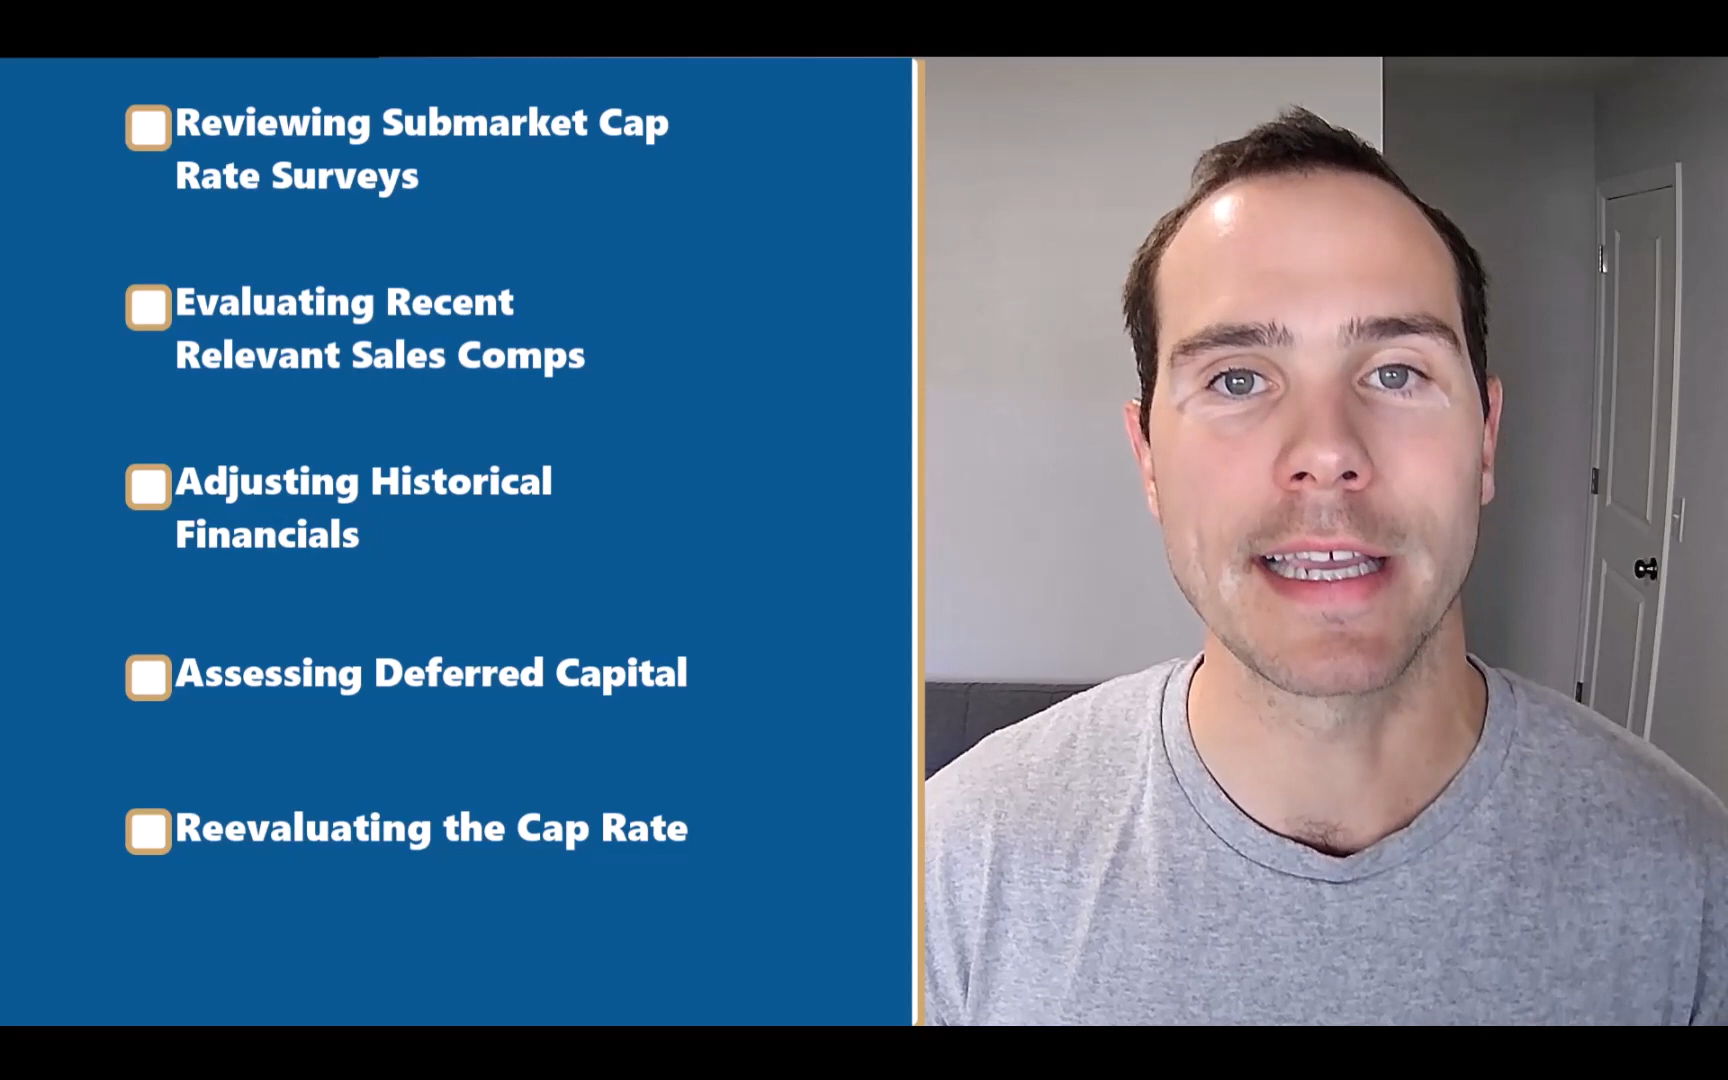 Reviewing Submarket Cap
Rate Surveys
Evaluating Recent
Relevant Sales Comps
Adjusting Historical
Financials
Assessing Deferred Capital
Reevaluating the Cap Rate